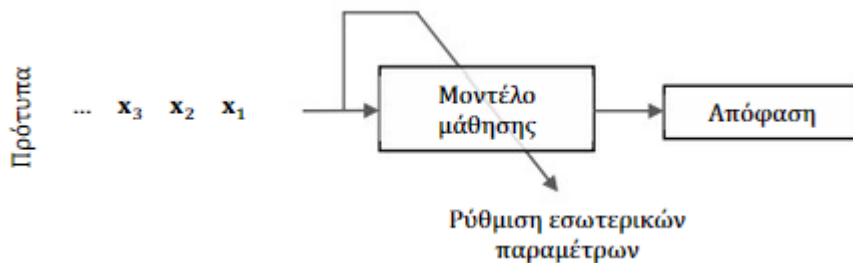 Πρότυπα
... x₃ x₂ x₁
Μοντέλο
μάθησης
Απόφαση
Ρύθμιση εσωτερικών
παραμέτρων